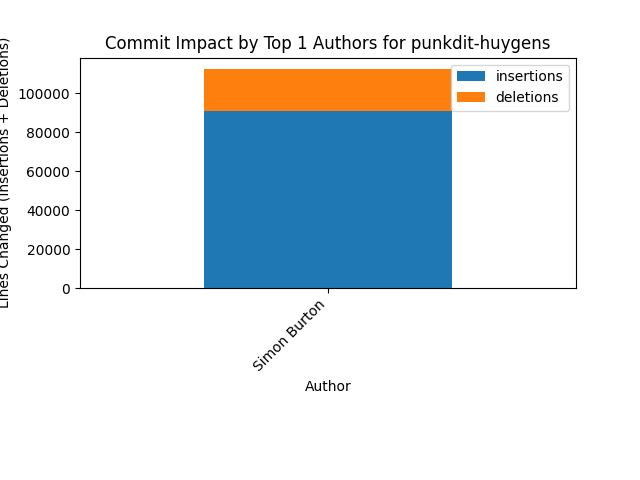 Commit Impact by Top 1 Authors for punkdit-huygens
insertions
deletions
Lines Changed (Insertions + Deletions)
100000
80000
60000
40000
20000
0
Simon Burton
Author